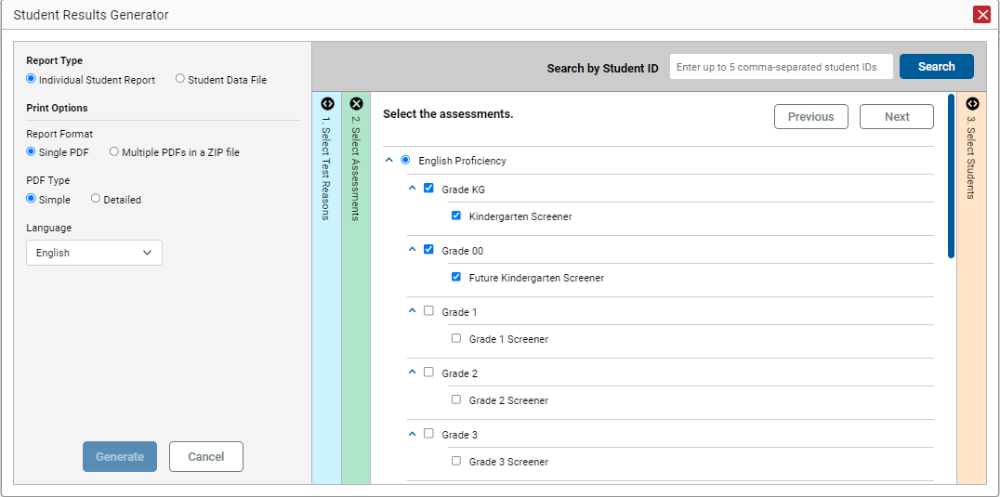 Student Results Generator
Report Type
Individual Student Report
Student Data File
Print Options
Report Format
Single PDF
Multiple PDFs in a ZIP file
PDF Type
Simple
Detailed
Language
English
Generate
Cancel
Search by Student ID
Enter up to 5 comma-separated student IDs
Search
1. Select Test Reasons
2. Select Assessments
Select the assessments.
Previous
Next
English Proficiency
Grade KG
Kindergarten Screener
Grade 00
Future Kindergarten Screener
Grade 1
Grade 1 Screener
Grade 2
Grade 2 Screener
Grade 3
Grade 3 Screener
3. Select Students